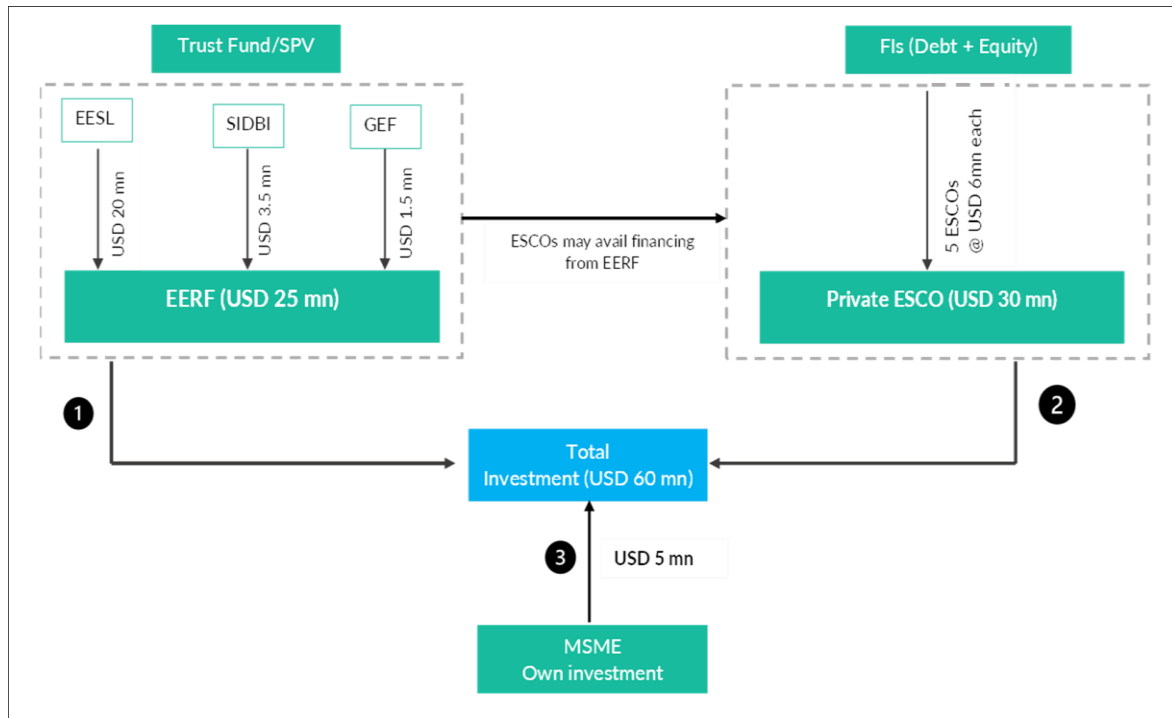 Trust Fund/SPV
FIs (Debt + Equity)
EESL
SIDBI
GEF
USD 20 mn
USD 3.5 mn
USD 1.5 mn
5 ESCOs
@ USD 6mn each
ESCOs may avail financing
from EERF
EERF (USD 25 mn)
Private ESCO (USD 30 mn)
1
2
Total
Investment (USD 60 mn)
3
USD 5 mn
MSME
Own investment